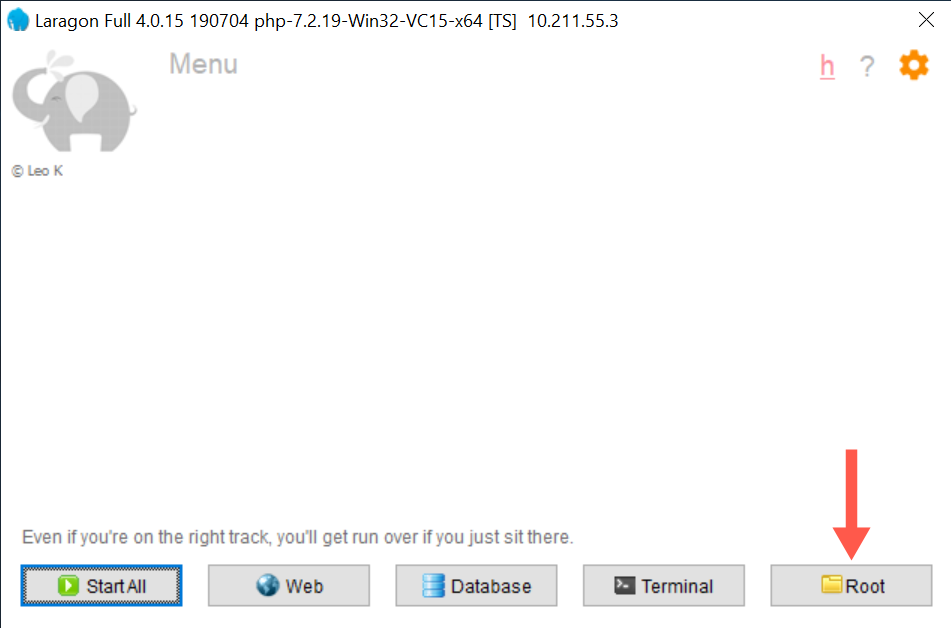 Laragon Full 4.0.15 190704 php-7.2.19-Win32-VC15-x64 [TS] 10.211.55.3
Menu
h ?
© Leo K
Even if you're on the right track, you'll get run over if you just sit there.
Start All Web Database Terminal Root